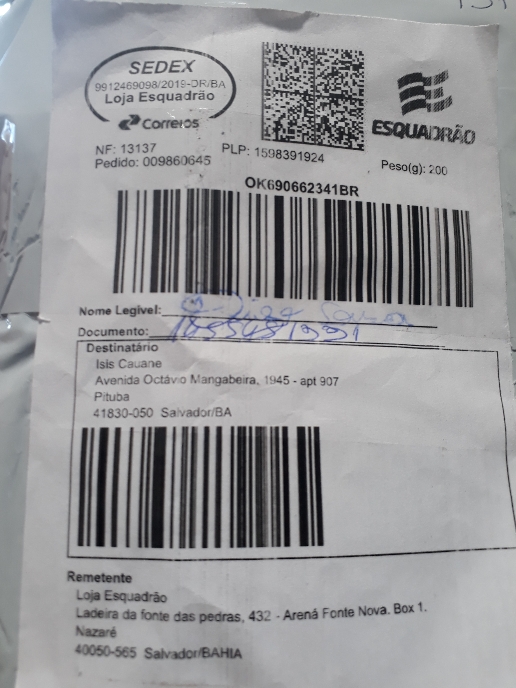 SEDEX
9912469098/2019-DR/BA
Loja Esquadrão
Correios
ESQUADRÃO
NF: 13137
PLP: 1598391924
Peso(g): 200
Pedido: 009860645
OK690662341BR
Nome Legível:
Documento:
Destinatário
Isis Cauane
Avenida Octávio Mangabeira, 1945 - apt 907
Pituba
41830-050 Salvador/BA
Remetente
Loja Esquadrão
Ladeira da fonte das pedras, 432 - Arená Fonte Nova. Box 1.
Nazaré
40050-565 Salvador/BAHIA